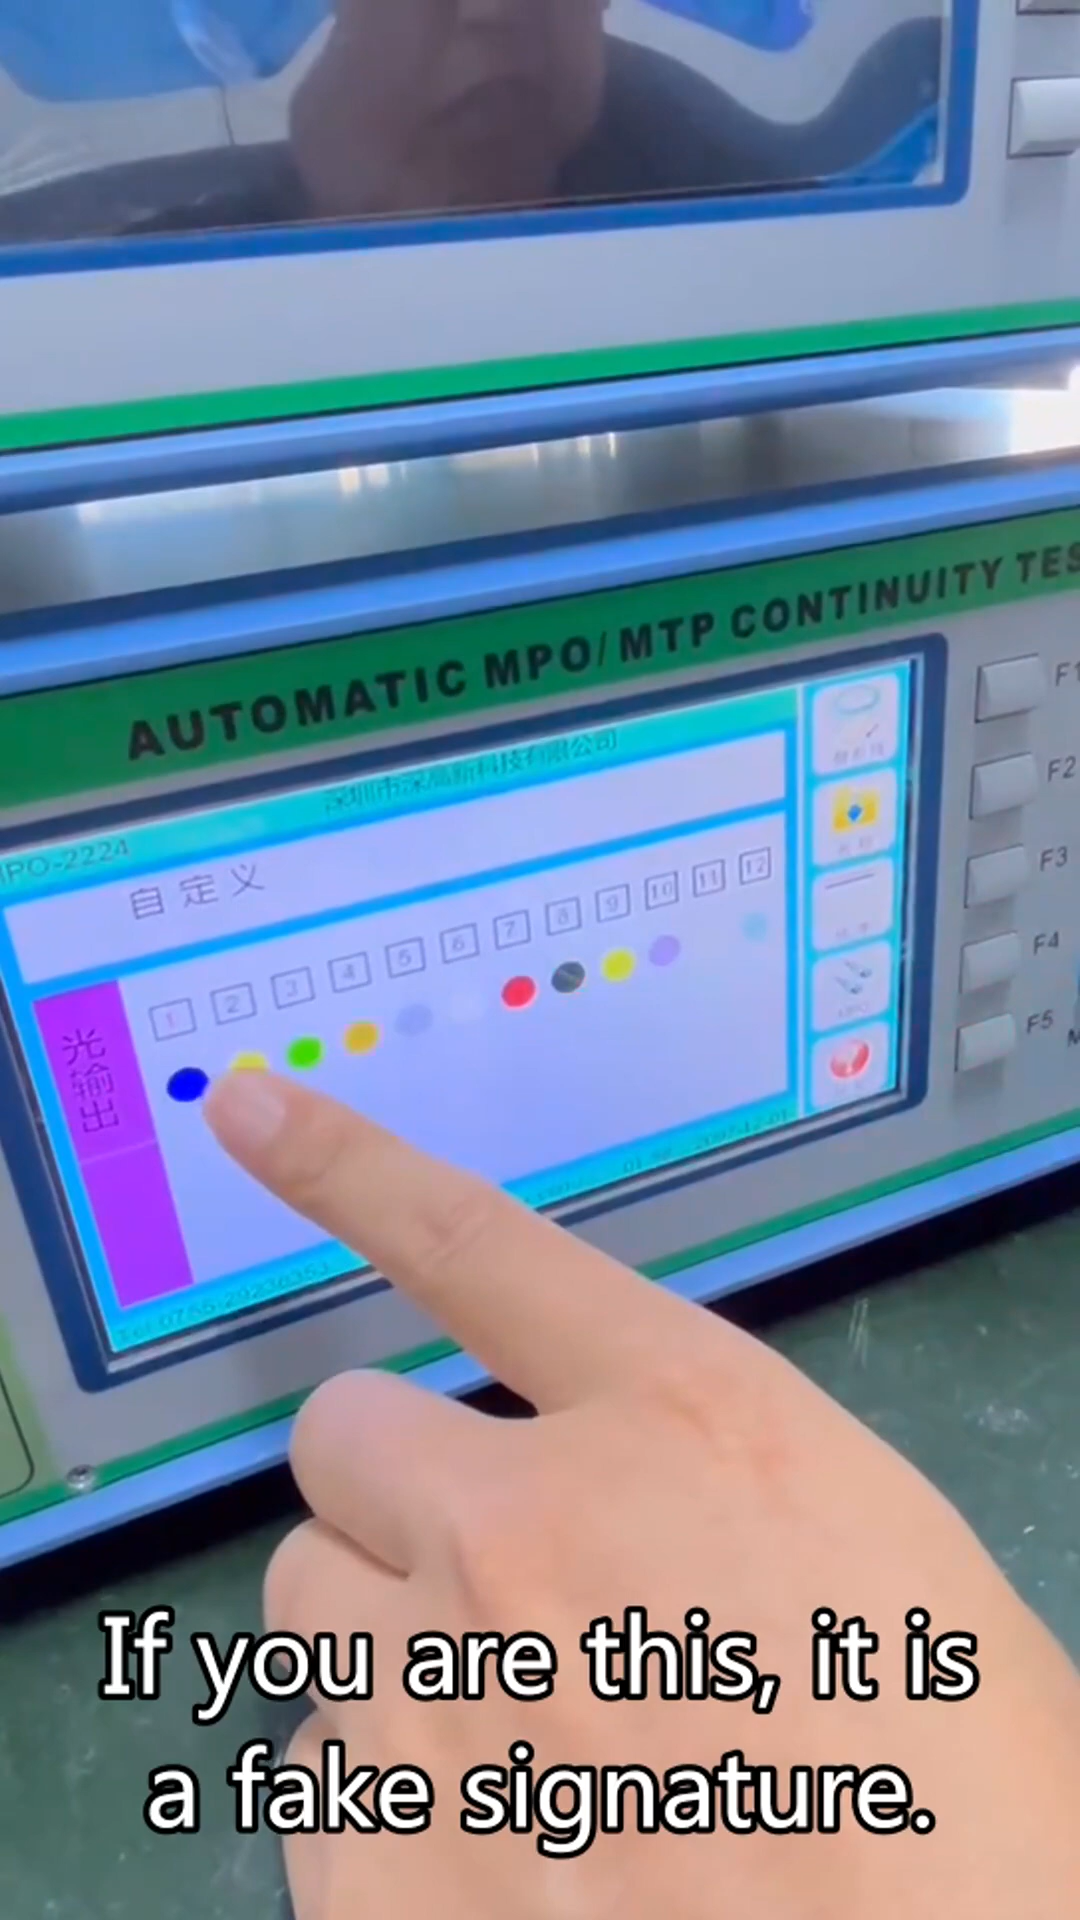 AUTOMATIC MPO/MTP CONTINUITY TES
深圳市深高新科技有限公司
MPO-2224
自定义
1 2 3 4 5 6 7 8 9 10 11 12
光输出
F1
F2
F3
F4
F5
If you are this, it is
a fake signature.